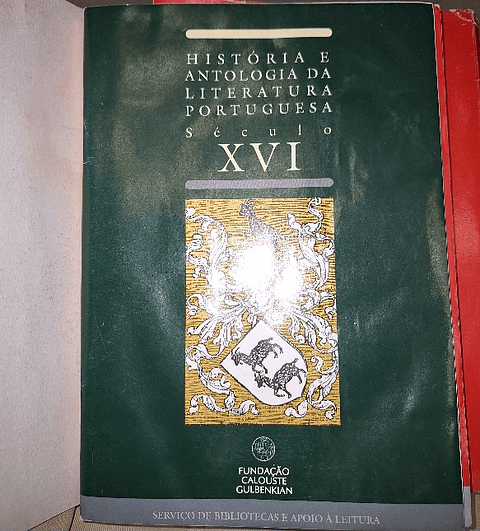 HISTÓRIA E
ANTOLOGIA DA
LITERATURA
PORTUGUESA
Século
XVI
FUNDAÇÃO
CALOUSTE
GULBENKIAN
SERVIÇO DE BIBLIOTECAS E APOIO À LEITURA